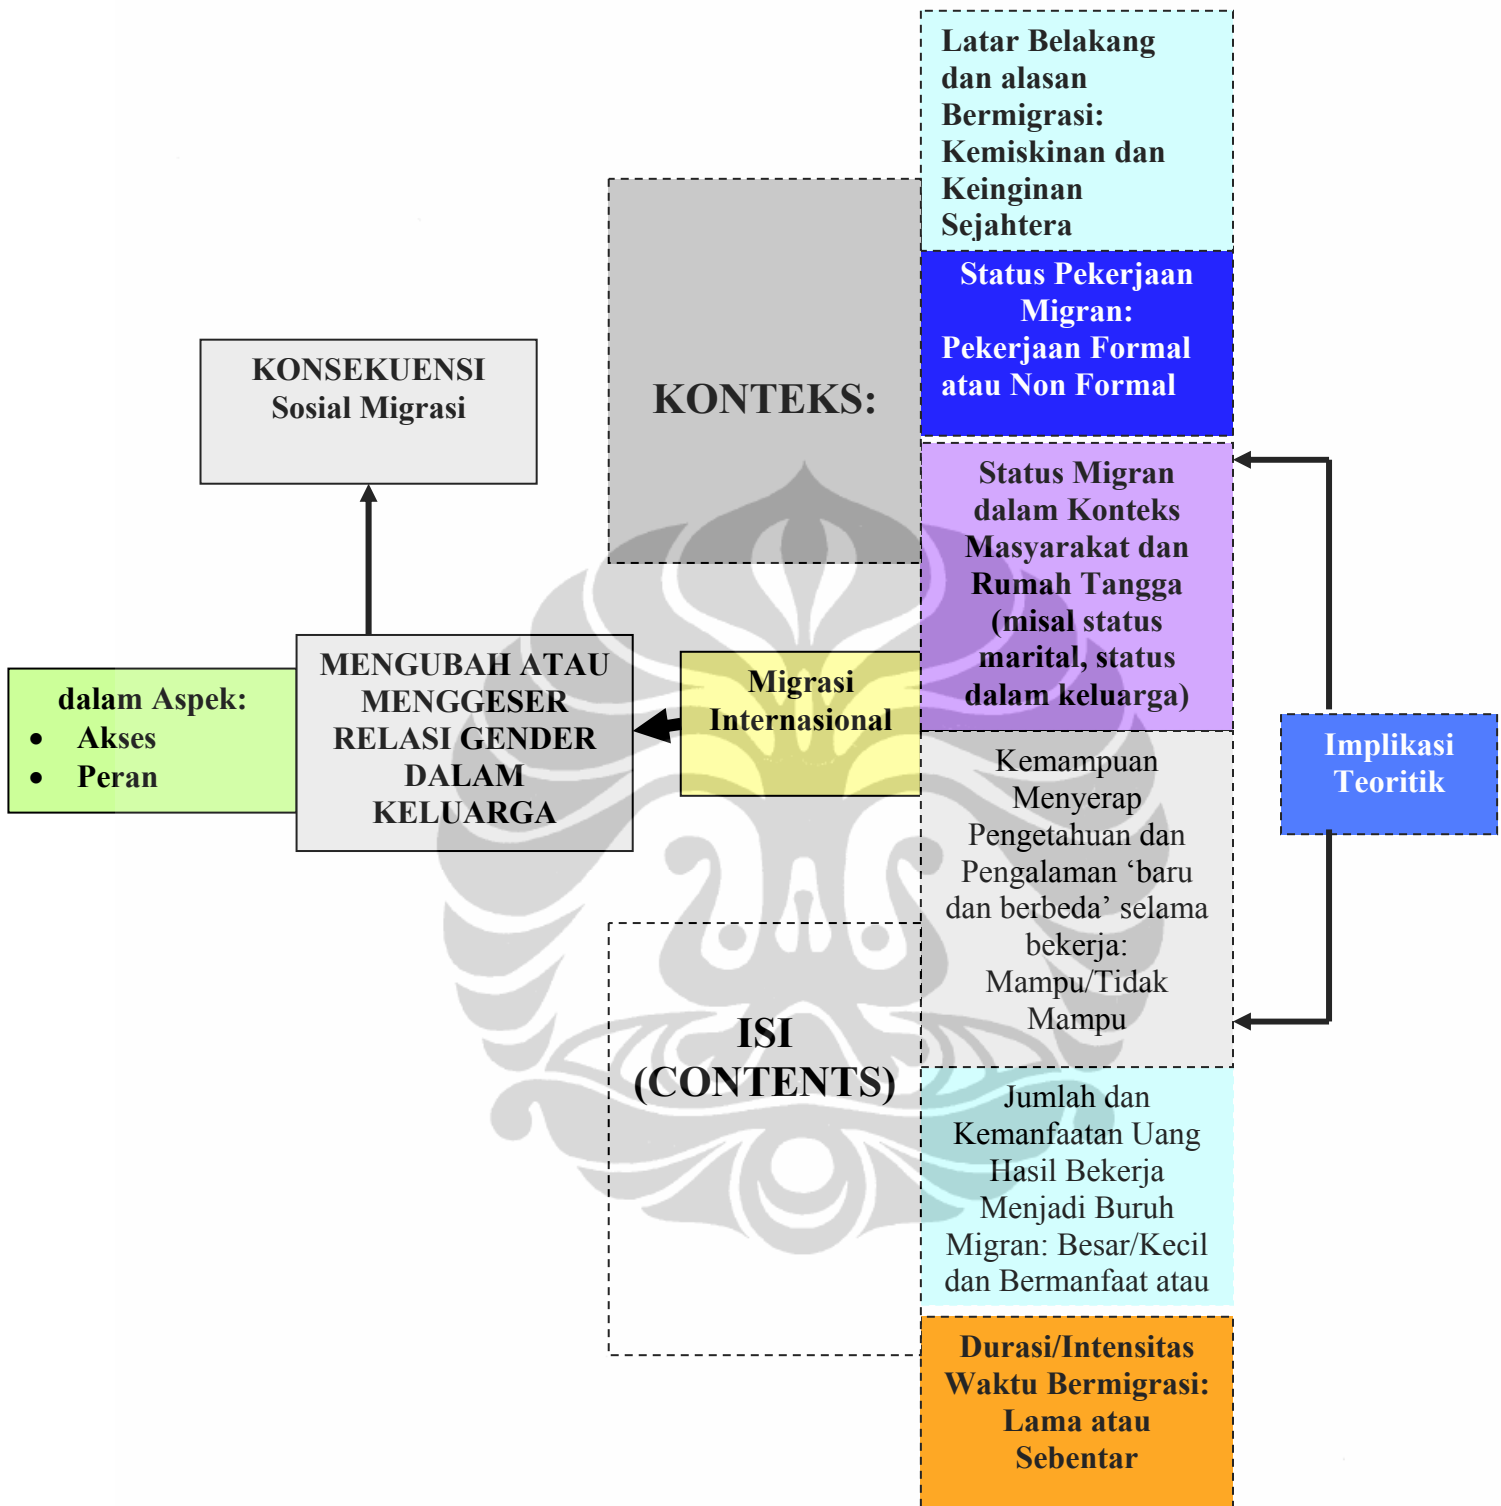 Latar Belakang
dan alasan
Bermigrasi:
Kemiskinan dan
Keinginan
Sejahtera
Status Pekerjaan
Migran:
Pekerjaan Formal
atau Non Formal
KONSEKUENSI
Sosial Migrasi
KONTEKS:
Status Migran
dalam Konteks
Masyarakat dan
Rumah Tangga
(misal status
marital, status
dalam keluarga)
dalam Aspek:
• Akses
• Peran
MENGUBAH ATAU
MENGGESER
RELASI GENDER
DALAM
KELUARGA
Migrasi
Internasional
Implikasi
Teoritik
Kemampuan
Menyerap
Pengetahuan dan
Pengalaman ‘baru
dan berbeda’ selama
bekerja:
Mampu/Tidak
Mampu
ISI
(CONTENTS)
Jumlah dan
Kemanfaatan Uang
Hasil Bekerja
Menjadi Buruh
Migran: Besar/Kecil
dan Bermanfaat atau
Durasi/Intensitas
Waktu Bermigrasi:
Lama atau
Sebentar